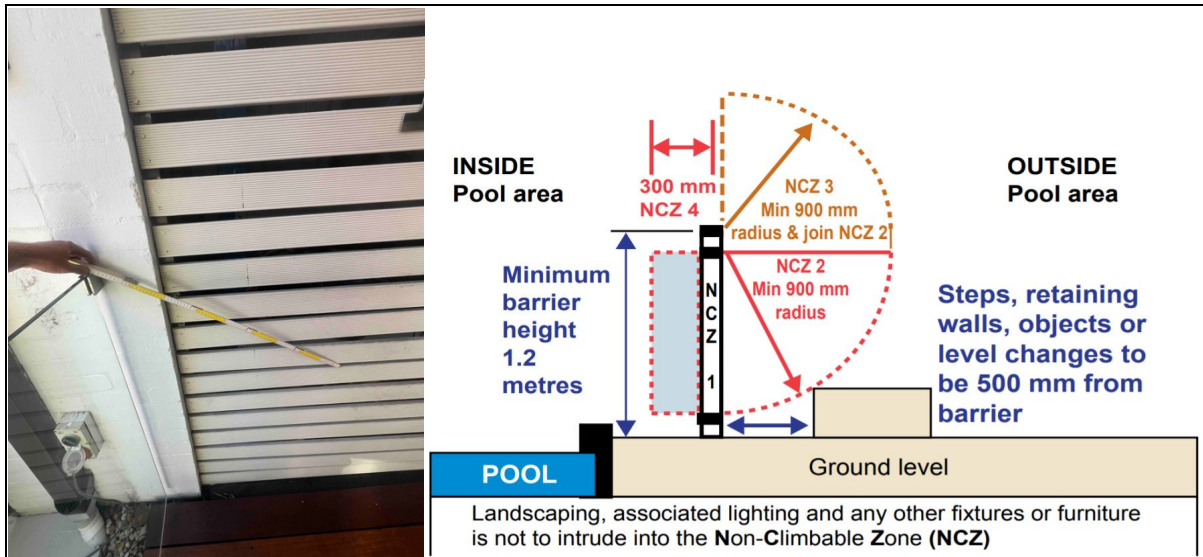 INSIDE
Pool area
300 mm
NCZ 4
NCZ 3
Min 900 mm
radius & join NCZ 2
OUTSIDE
Pool area
Minimum
barrier
height
1.2
metres
N
C
Z
1
NCZ 2
Min 900 mm
radius
Steps, retaining
walls, objects or
level changes to
be 500 mm from
barrier
POOL
Ground level
Landscaping, associated lighting and any other fixtures or furniture
is not to intrude into the Non-Climbable Zone (NCZ)